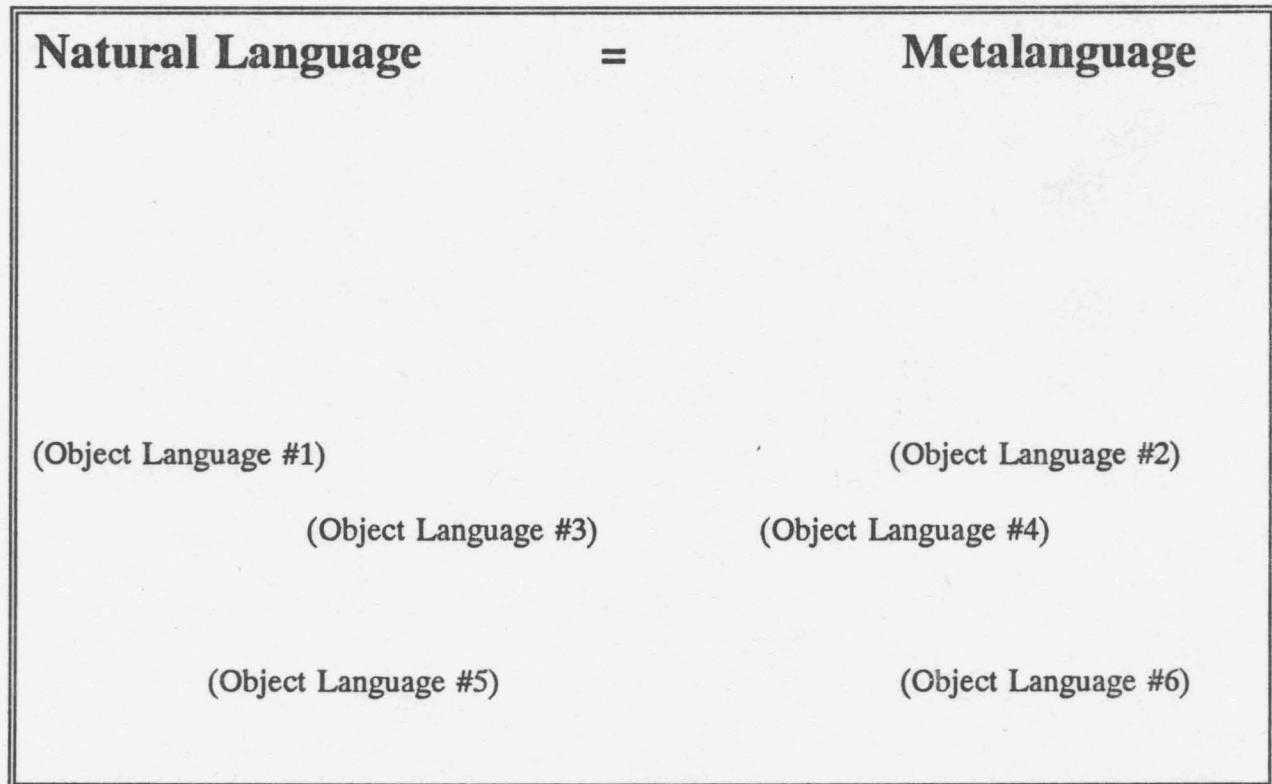 Natural Language = Metalanguage
(Object Language #1) (Object Language #2)
(Object Language #3) (Object Language #4)
(Object Language #5) (Object Language #6)